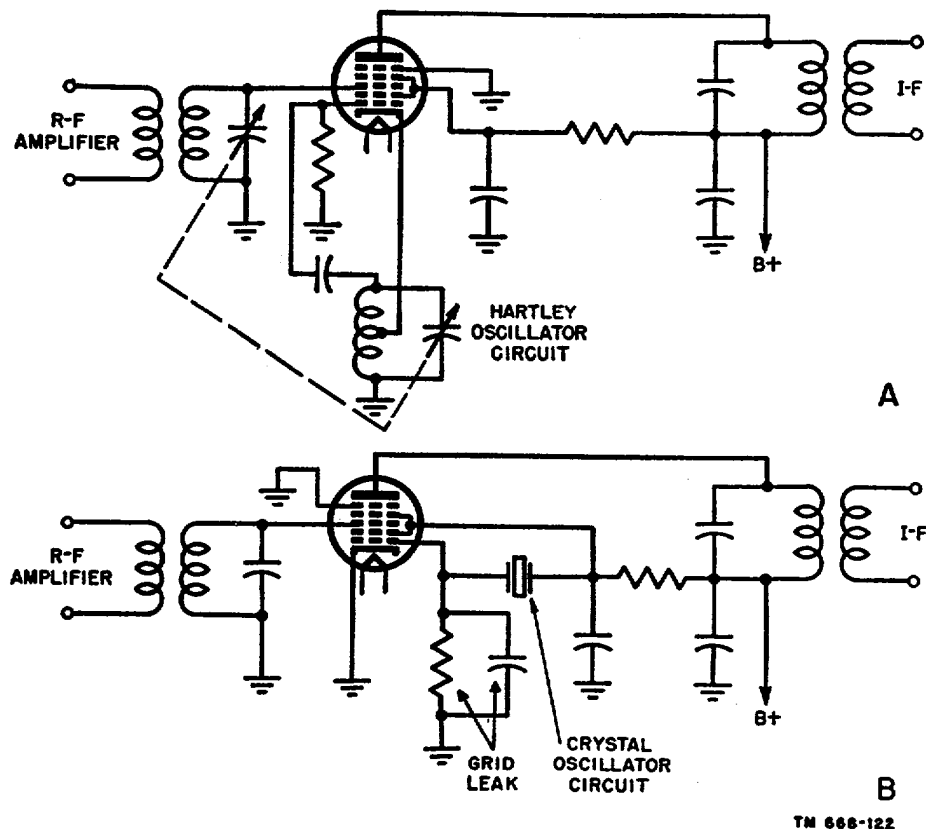 R-F
AMPLIFIER
I-F
B+
HARTLEY
OSCILLATOR
CIRCUIT
A
R-F
AMPLIFIER
I-F
B+
GRID
LEAK
CRYSTAL
OSCILLATOR
CIRCUIT
B
TM 668-122